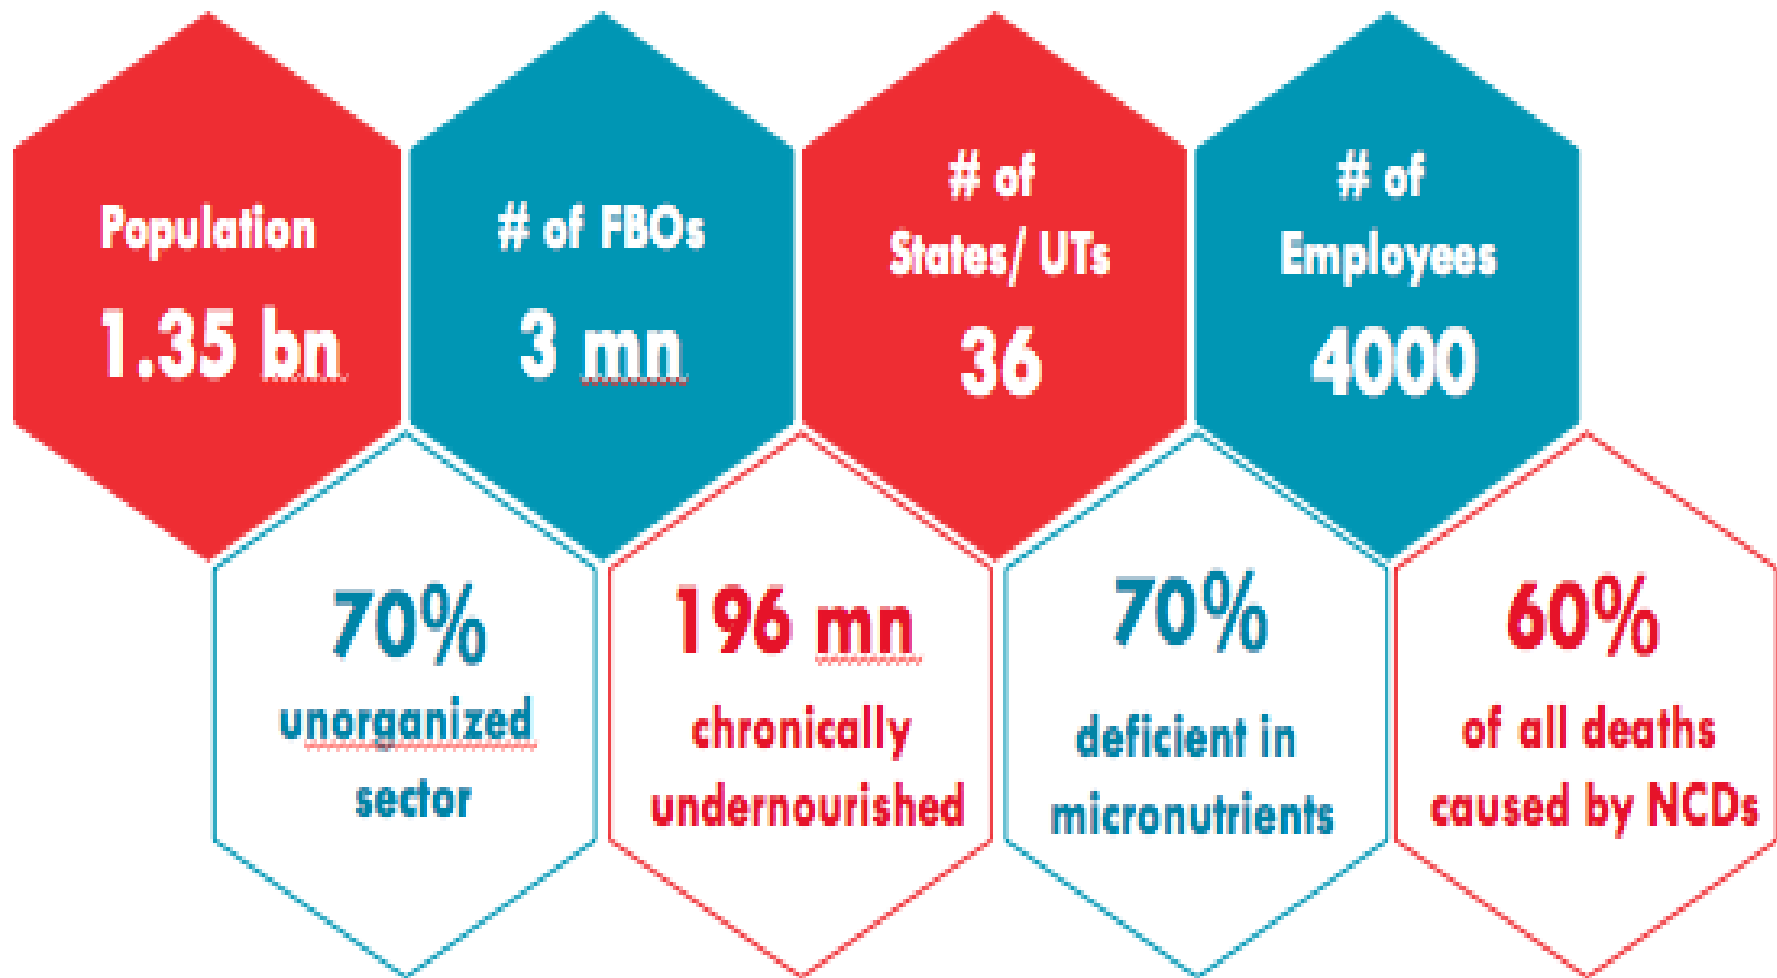 Population
1.35 bn
# of FBOs
3 mn
# of
States/ UTs
36
# of
Employees
4000
70%
unorganized
sector
196 mn
chronically
undernourished
70%
deficient in
micronutrients
60%
of all deaths
caused by NCDs